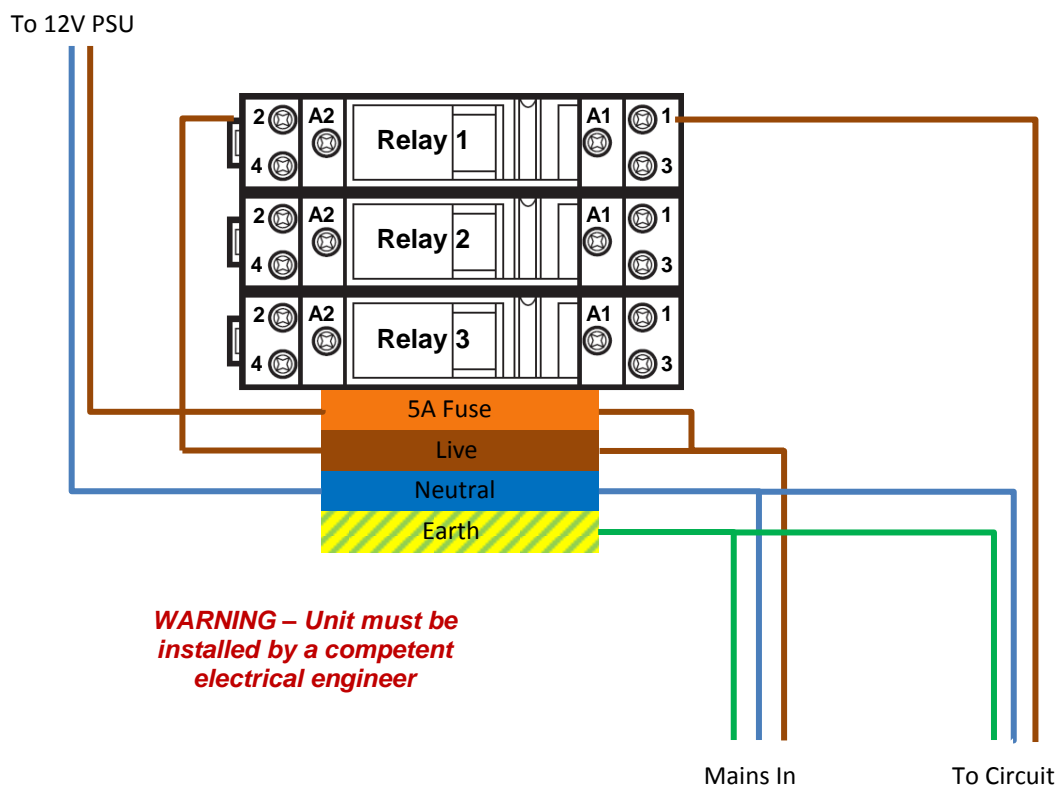 To 12V PSU
2 A2 Relay 1 A1 1
4 3
2 A2 Relay 2 A1 1
4 3
2 A2 Relay 3 A1 1
4 3
5A Fuse
Live
Neutral
Earth
WARNING – Unit must be
installed by a competent
electrical engineer
Mains In To Circuit